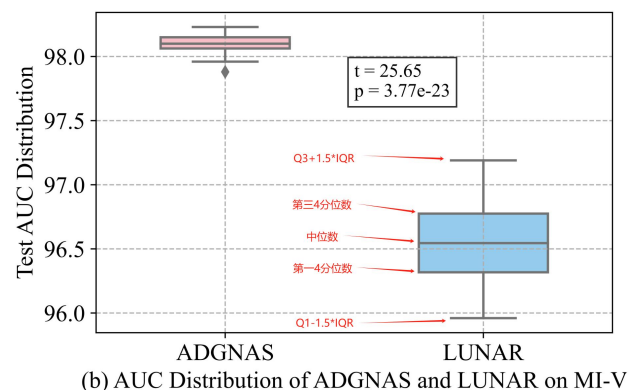 98.0
t = 25.65
p = 3.77e-23
97.5
Test AUC Distribution
Q3+1.5*IQR
97.0
第三4分位数
中位数
96.5
第一4分位数
96.0
Q1-1.5*IQR
ADGNAS
LUNAR
(b) AUC Distribution of ADGNAS and LUNAR on MI-V